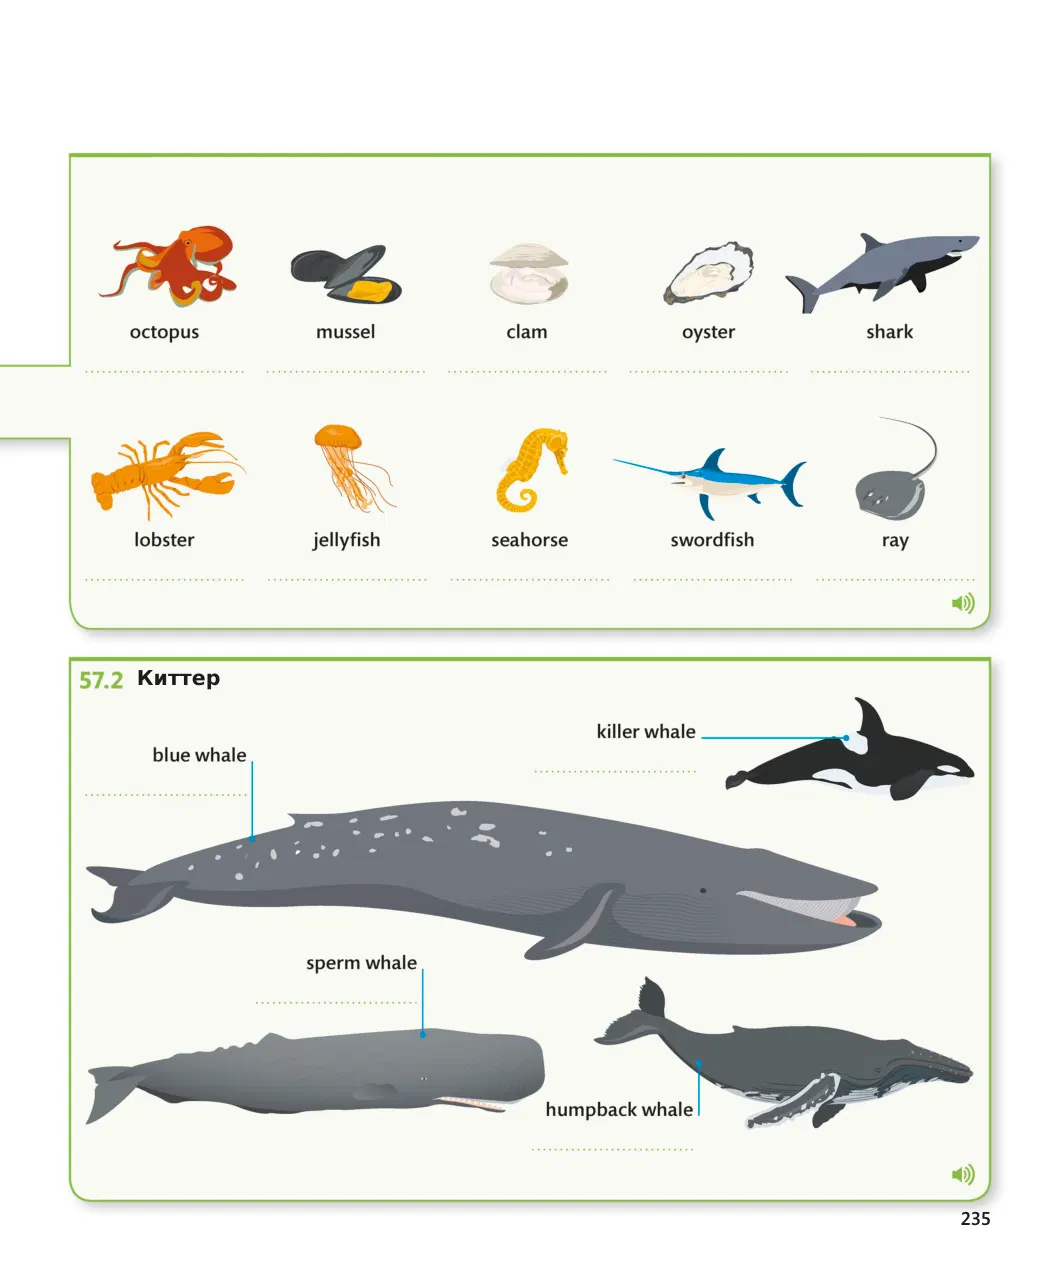 octopus mussel clam oyster shark
lobster jellyfish seahorse swordfish ray
57.2 Киттер
killer whale
blue whale
sperm whale
humpback whale
235